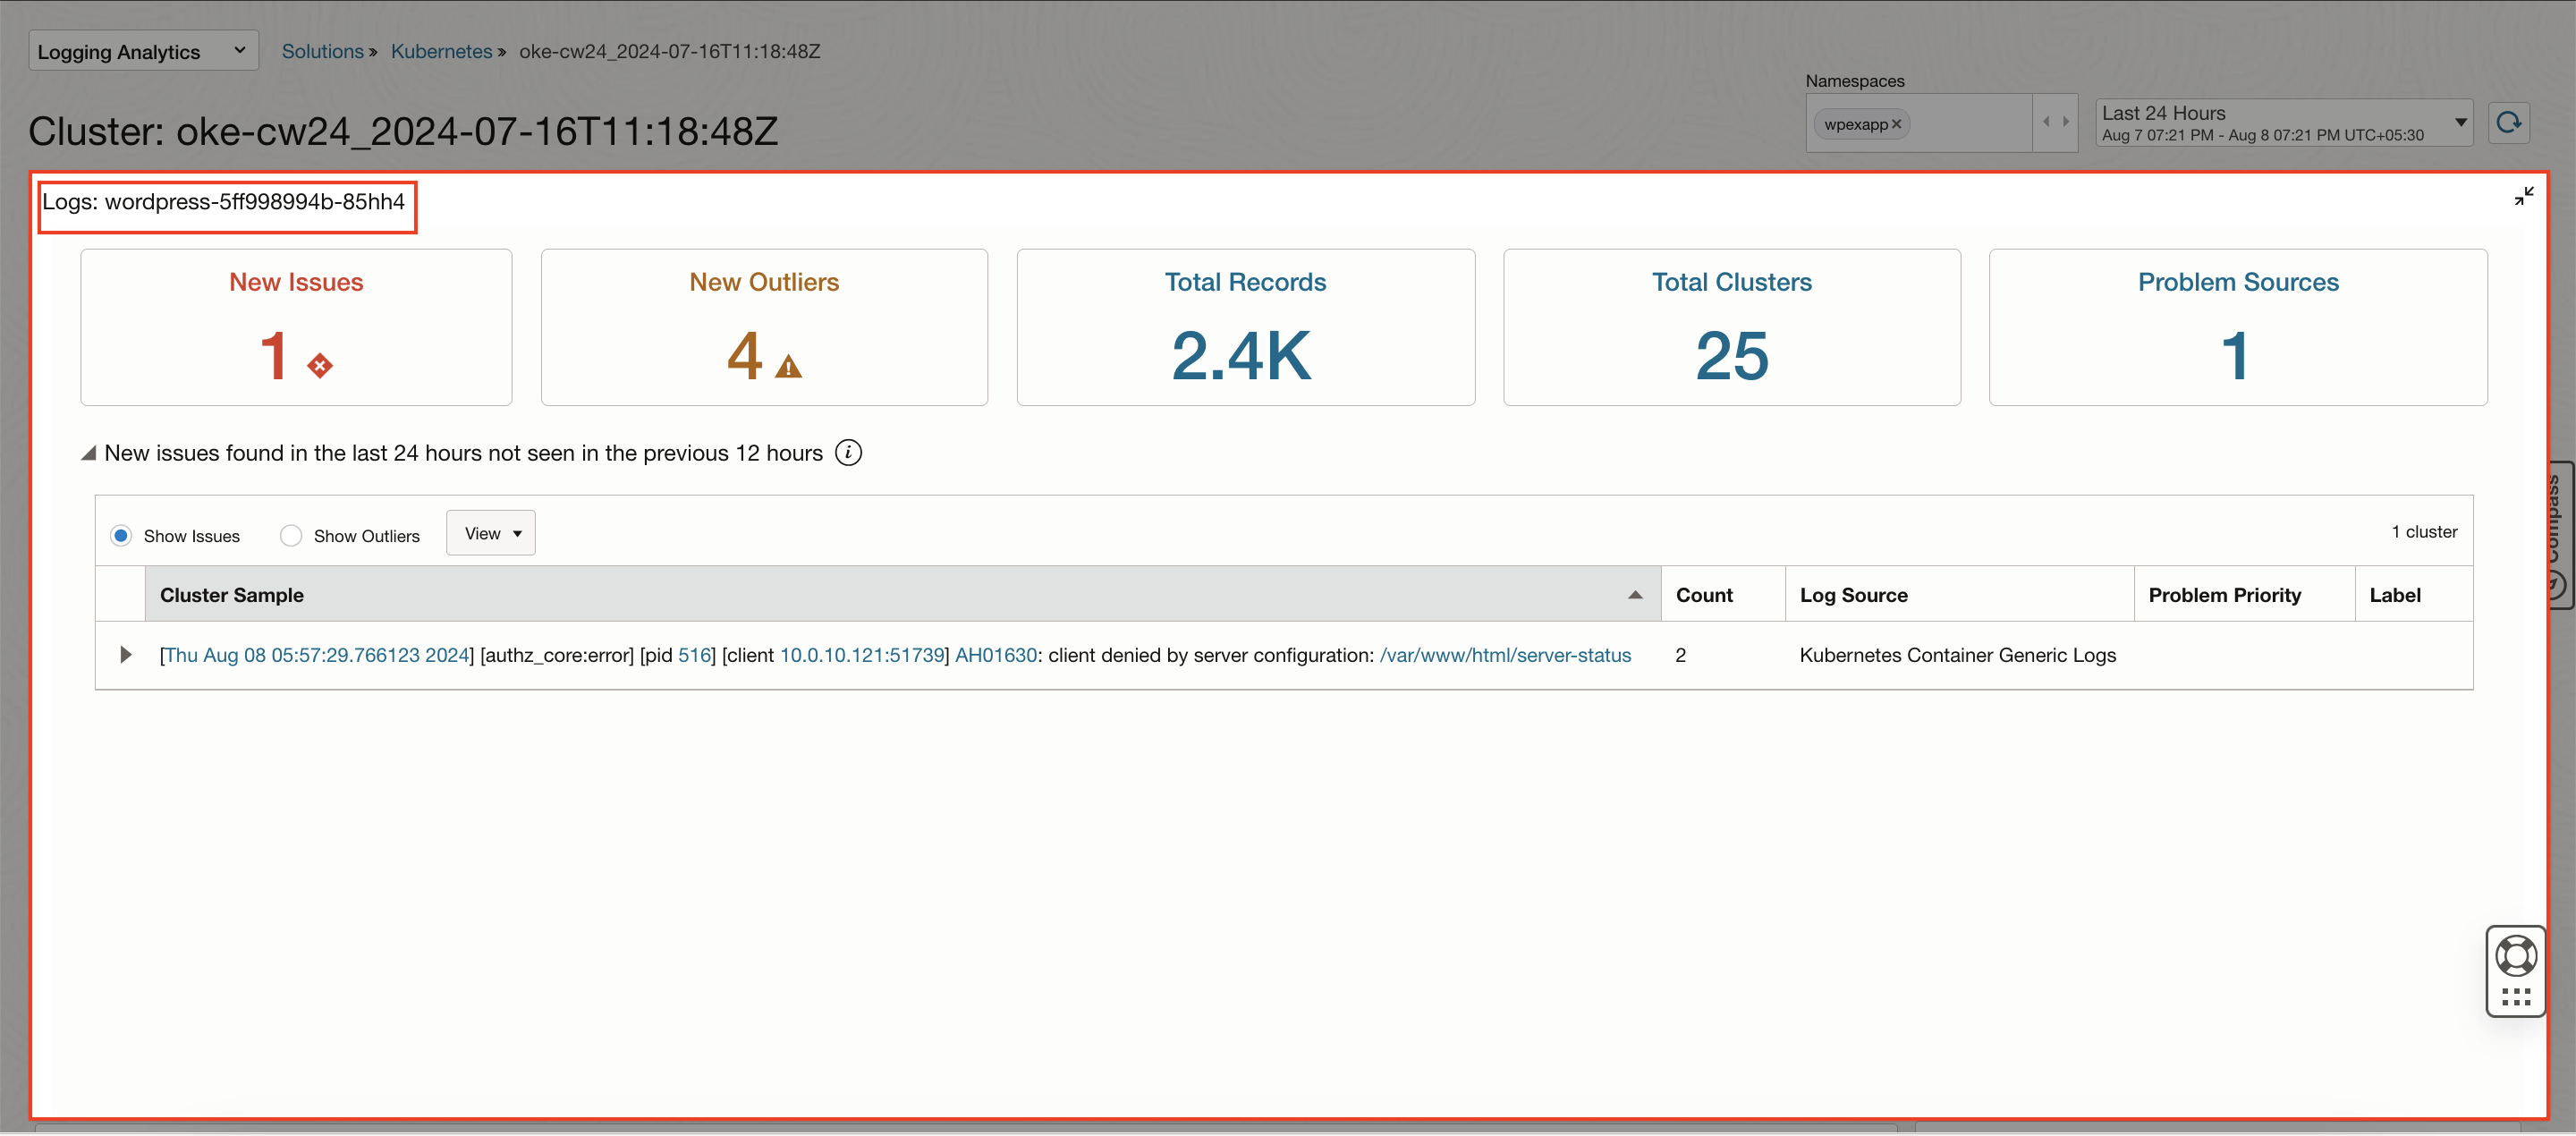 Logging Analytics
Solutions » Kubernetes » oke-cw24_2024-07-16T11:18:48Z
Namespaces
wpexapp
Last 24 Hours
Aug 7 07:21 PM - Aug 8 07:21 PM UTC+05:30
Cluster: oke-cw24_2024-07-16T11:18:48Z
Logs: wordpress-5ff998994b-85hh4
New Issues
1
New Outliers
4
Total Records
2.4K
Total Clusters
25
Problem Sources
1
New issues found in the last 24 hours not seen in the previous 12 hours
Show Issues Show Outliers View 1 cluster
Cluster Sample Count Log Source Problem Priority Label
[Thu Aug 08 05:57:29.766123 2024] [authz_core:error] [pid 516] [client 10.0.10.121:51739] AH01630: client denied by server configuration: /var/www/html/server-status 2 Kubernetes Container Generic Logs
Compass